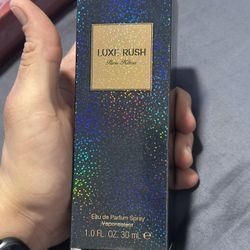 LUXE RUSH
Paris Hilton
Eau de Parfum Spray
Vaporisateur
1.0 FL. OZ. 30 mL ℮